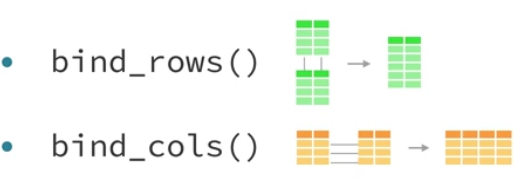 • bind_rows()
• bind_cols()